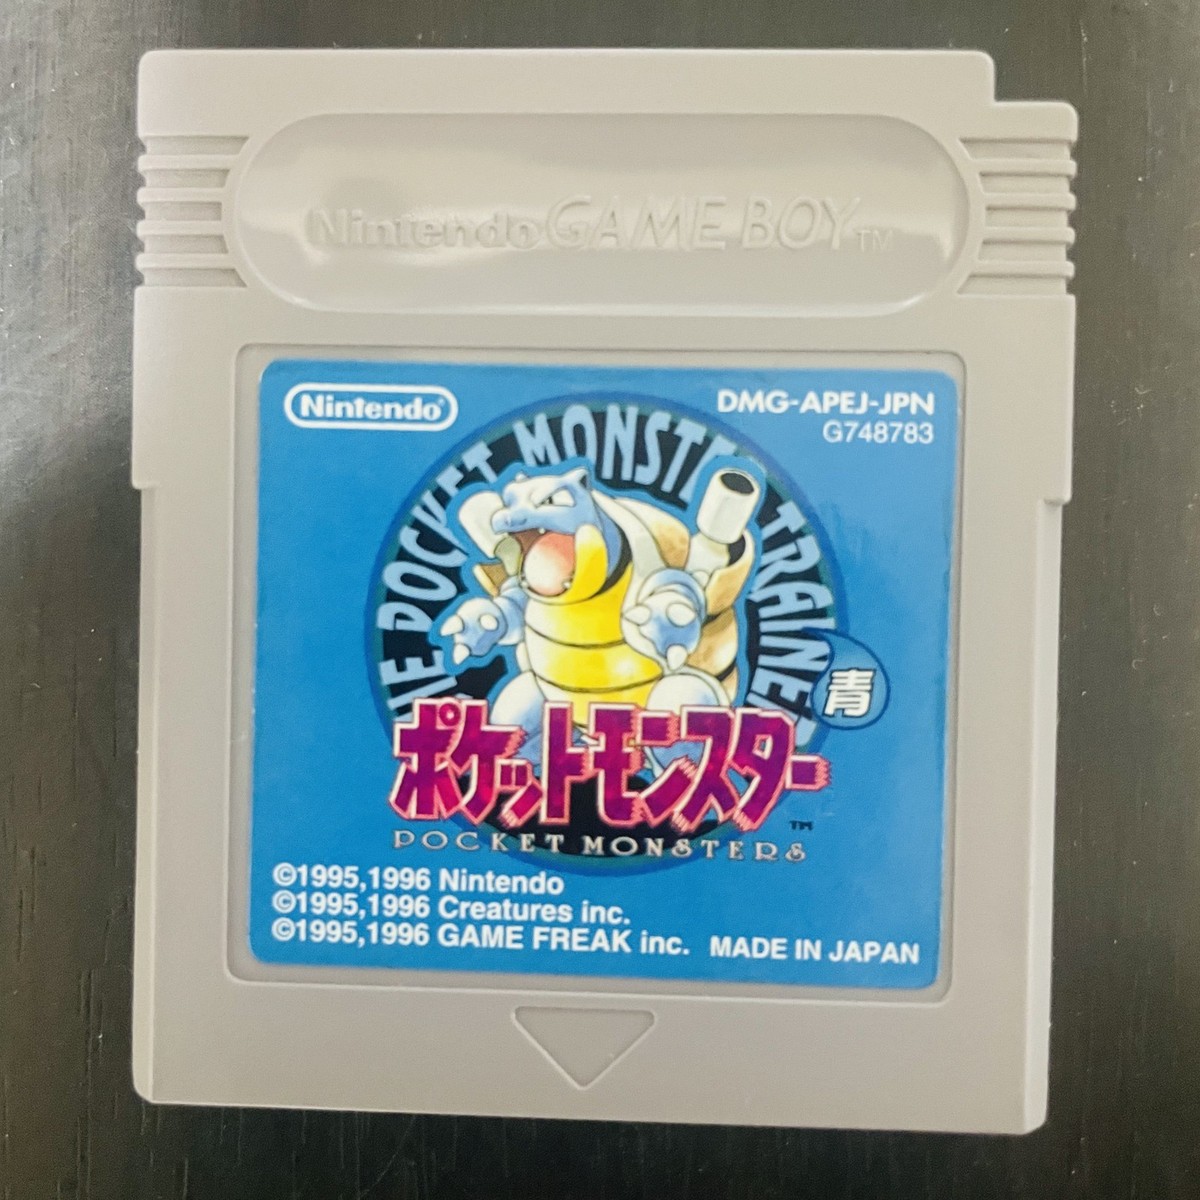 Nintendo GAME BOY™
Nintendo®
DMG-APEJ-JPN
G748783
POCKET MONSTER TRAINER
青
ポケットモンスター
™
POCKET MONSTERS
©1995,1996 Nintendo
©1995,1996 Creatures inc.
©1995,1996 GAME FREAK inc.
MADE IN JAPAN